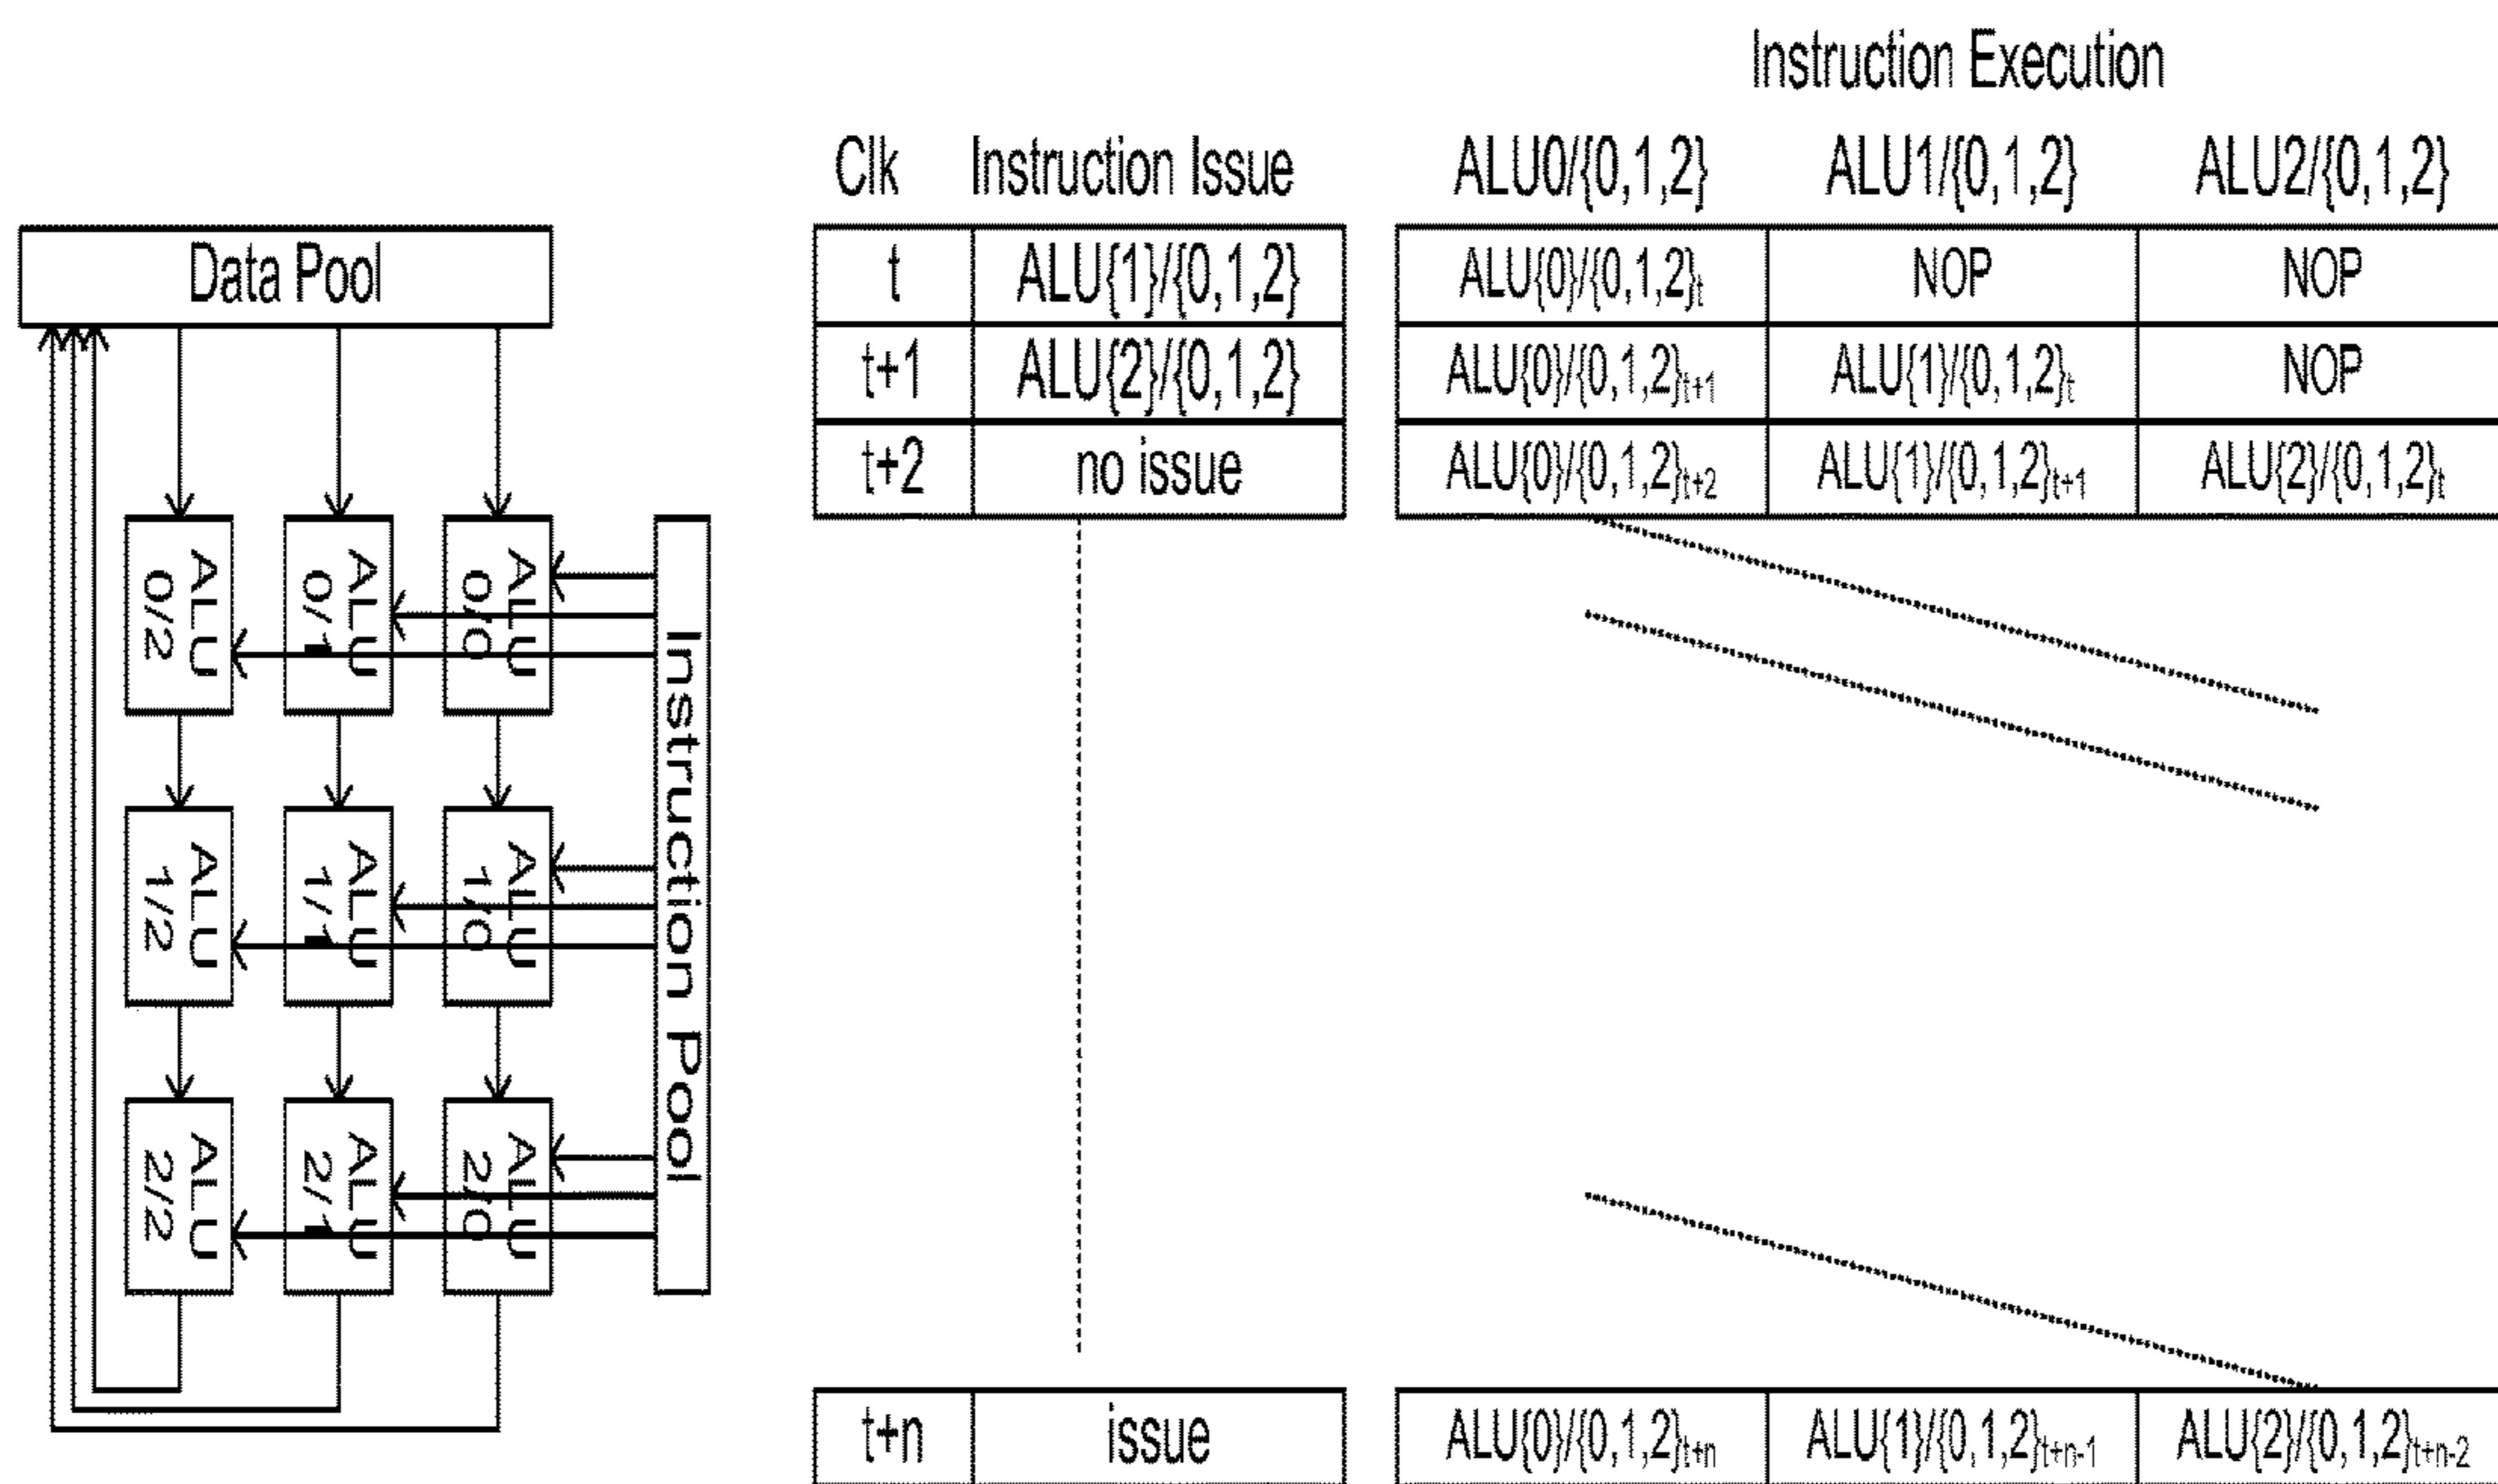 Instruction Execution
Clk Instruction Issue ALU0/{0,1,2} ALU1/{0,1,2} ALU2/{0,1,2}
Data Pool
t ALU{1}/{0,1,2} ALU{0}/{0,1,2}t NOP NOP
t+1 ALU{2}/{0,1,2} ALU{0}/{0,1,2}t+1 ALU{1}/{0,1,2}t NOP
t+2 no issue ALU{0}/{0,1,2}t+2 ALU{1}/{0,1,2}t+1 ALU{2}/{0,1,2}t
ALU
0/2
ALU
0/1
ALU
0/0
Instruction Pool
ALU
1/2
ALU
1/1
ALU
1/0
ALU
2/2
ALU
2/1
ALU
2/0
t+n issue ALU{0}/{0,1,2}t+n ALU{1}/{0,1,2}t+n-1 ALU{2}/{0,1,2}t+n-2